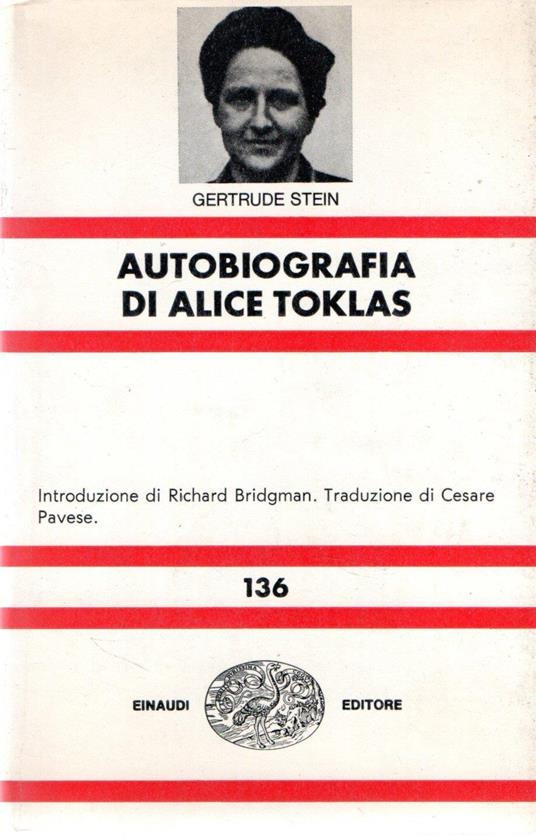 GERTRUDE STEIN
AUTOBIOGRAFIA
DI ALICE TOKLAS
Introduzione di Richard Bridgman. Traduzione di Cesare
Pavese.
136
EINAUDI EDITORE